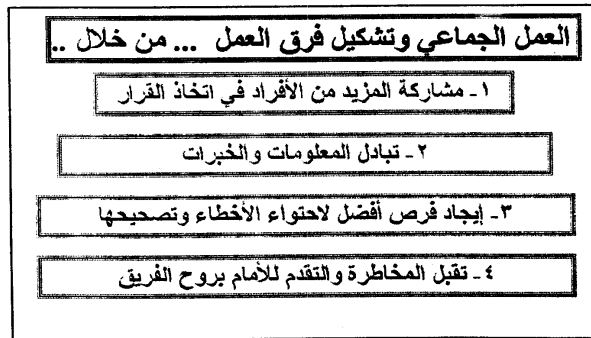 العمل الجماعي وتشكيل فرق العمل ... من خلال ..
١- مشاركة المزيد من الأفراد في اتخاذ القرار
٢- تبادل المعلومات والخبرات
٣- إيجاد فرص أفضل لاحتواء الأخطاء وتصحيحها
٤- تقبل المخاطرة والتقدم للأمام بروح الفريق